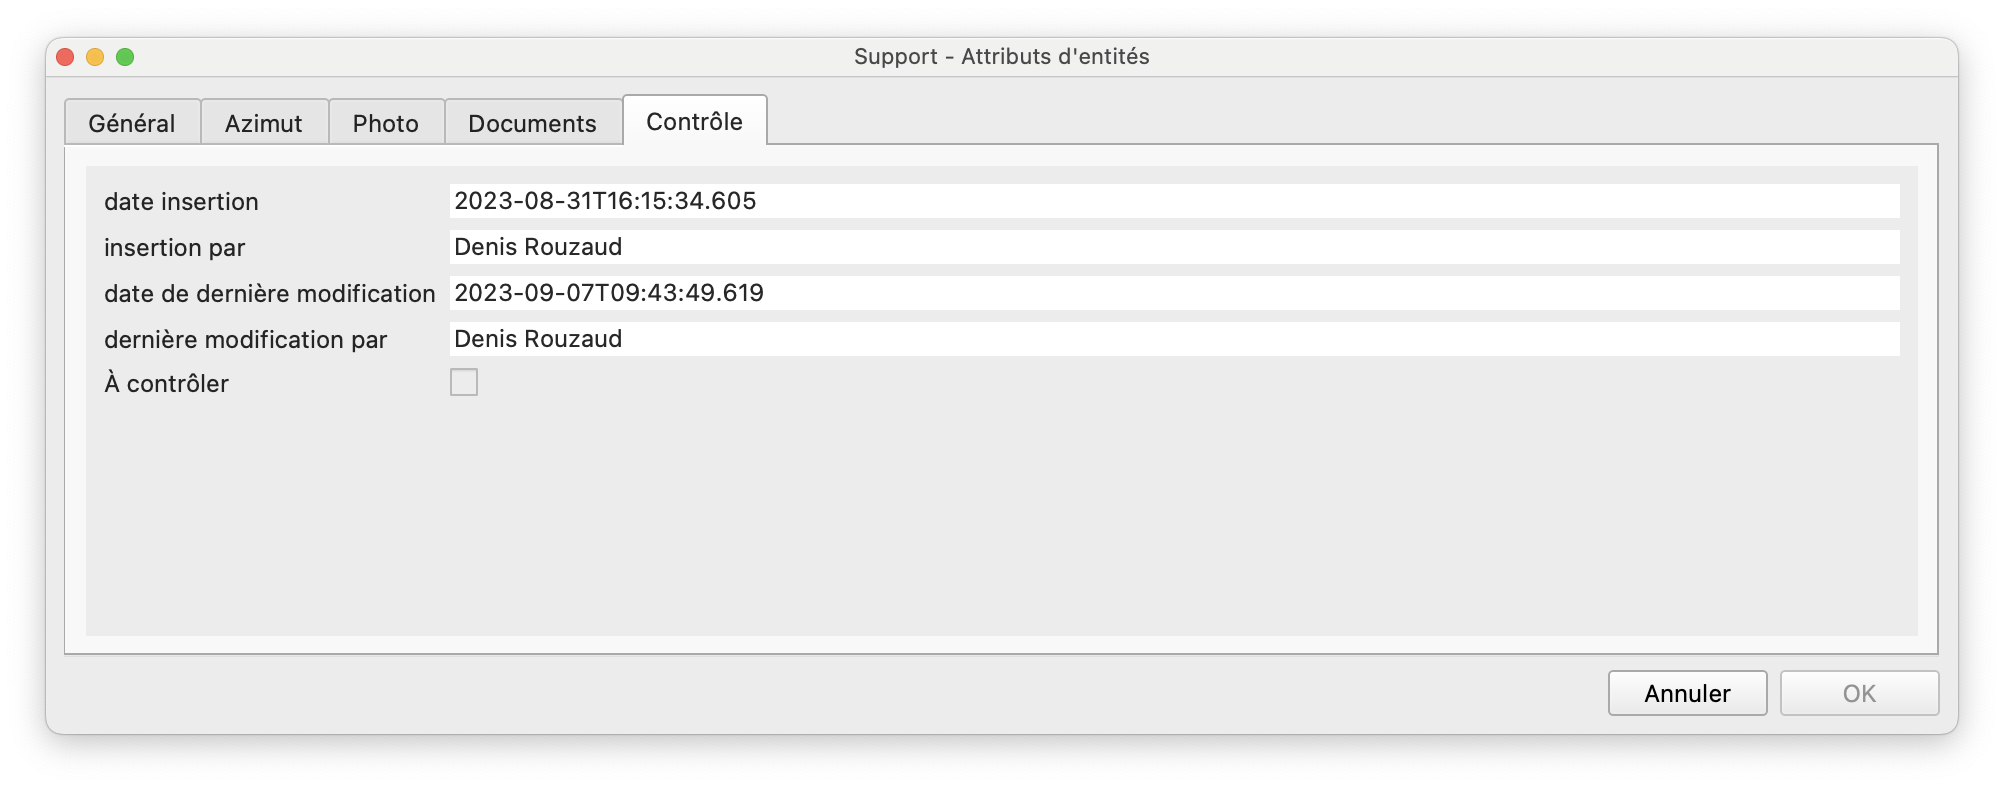 Support - Attributs d'entités
Général Azimut Photo Documents Contrôle
date insertion 2023-08-31T16:15:34.605
insertion par Denis Rouzaud
date de dernière modification 2023-09-07T09:43:49.619
dernière modification par Denis Rouzaud
À contrôler
Annuler OK